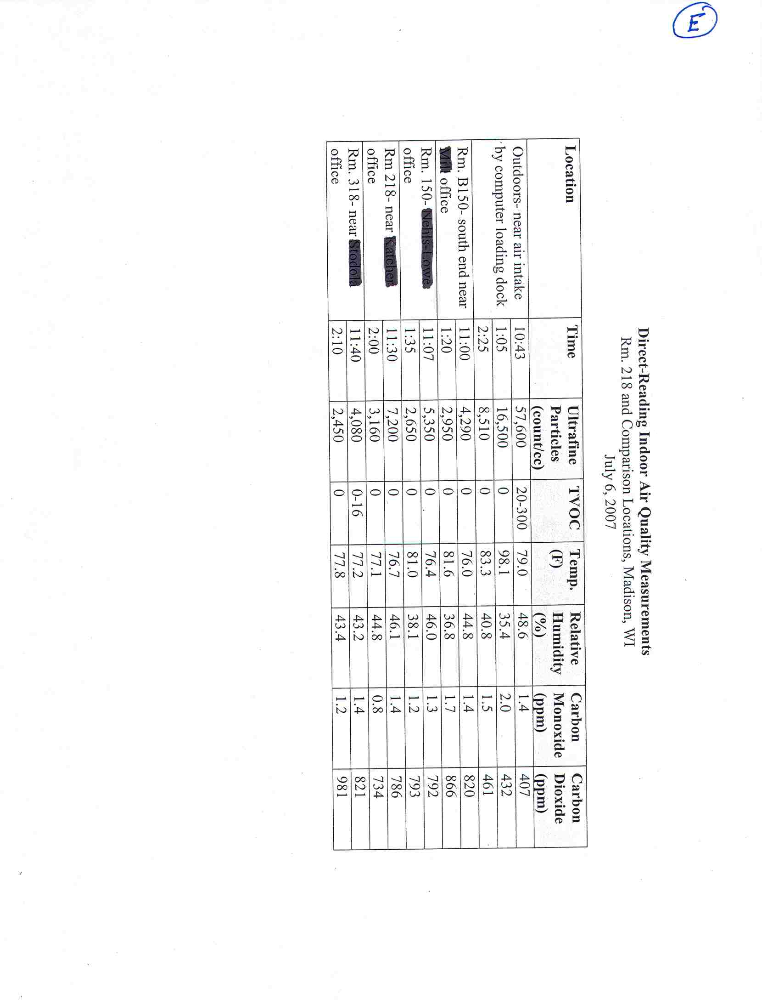 E
Direct-Reading Indoor Air Quality Measurements
Rm. 218 and Comparison Locations, Madison, WI
July 6, 2007
Location Time Ultrafine Particles (count/cc) TVOC Temp. (F) Relative Humidity (%) Carbon Monoxide (ppm) Carbon Dioxide (ppm)
Outdoors- near air intake 10:43 57,600 20-300 79.0 48.6 1.4 407
by computer loading dock 1:05 16,500 0 98.1 35.4 2.0 432
2:25 8,510 0 83.3 40.8 1.5 461
Rm. B150- south end near 11:00 4,290 0 76.0 44.8 1.4 820
office 1:20 2,950 0 81.6 36.8 1.7 866
Rm. 150- 11:07 5,350 0 76.4 46.0 1.3 792
office 1:35 2,650 0 81.0 38.1 1.2 793
Rm 218- near 11:30 7,200 0 76.7 46.1 1.4 786
office 2:00 3,160 0 77.1 44.8 0.8 734
Rm. 318- near 11:40 4,080 0-16 77.2 43.2 1.4 821
office 2:10 2,450 0 77.8 43.4 1.2 981